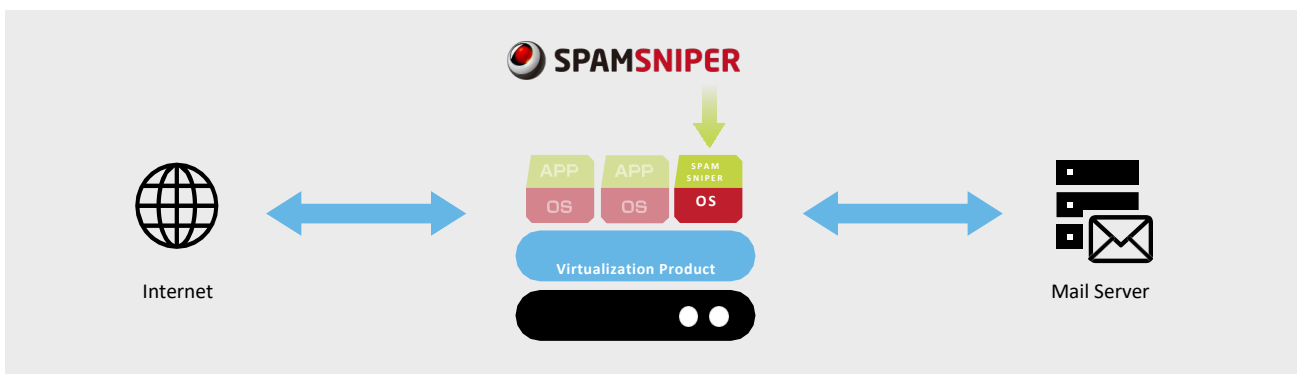 SPAMSNIPER
APP
APP
SPAM
SNIPER
OS
OS
OS
Virtualization Product
Internet
Mail Server